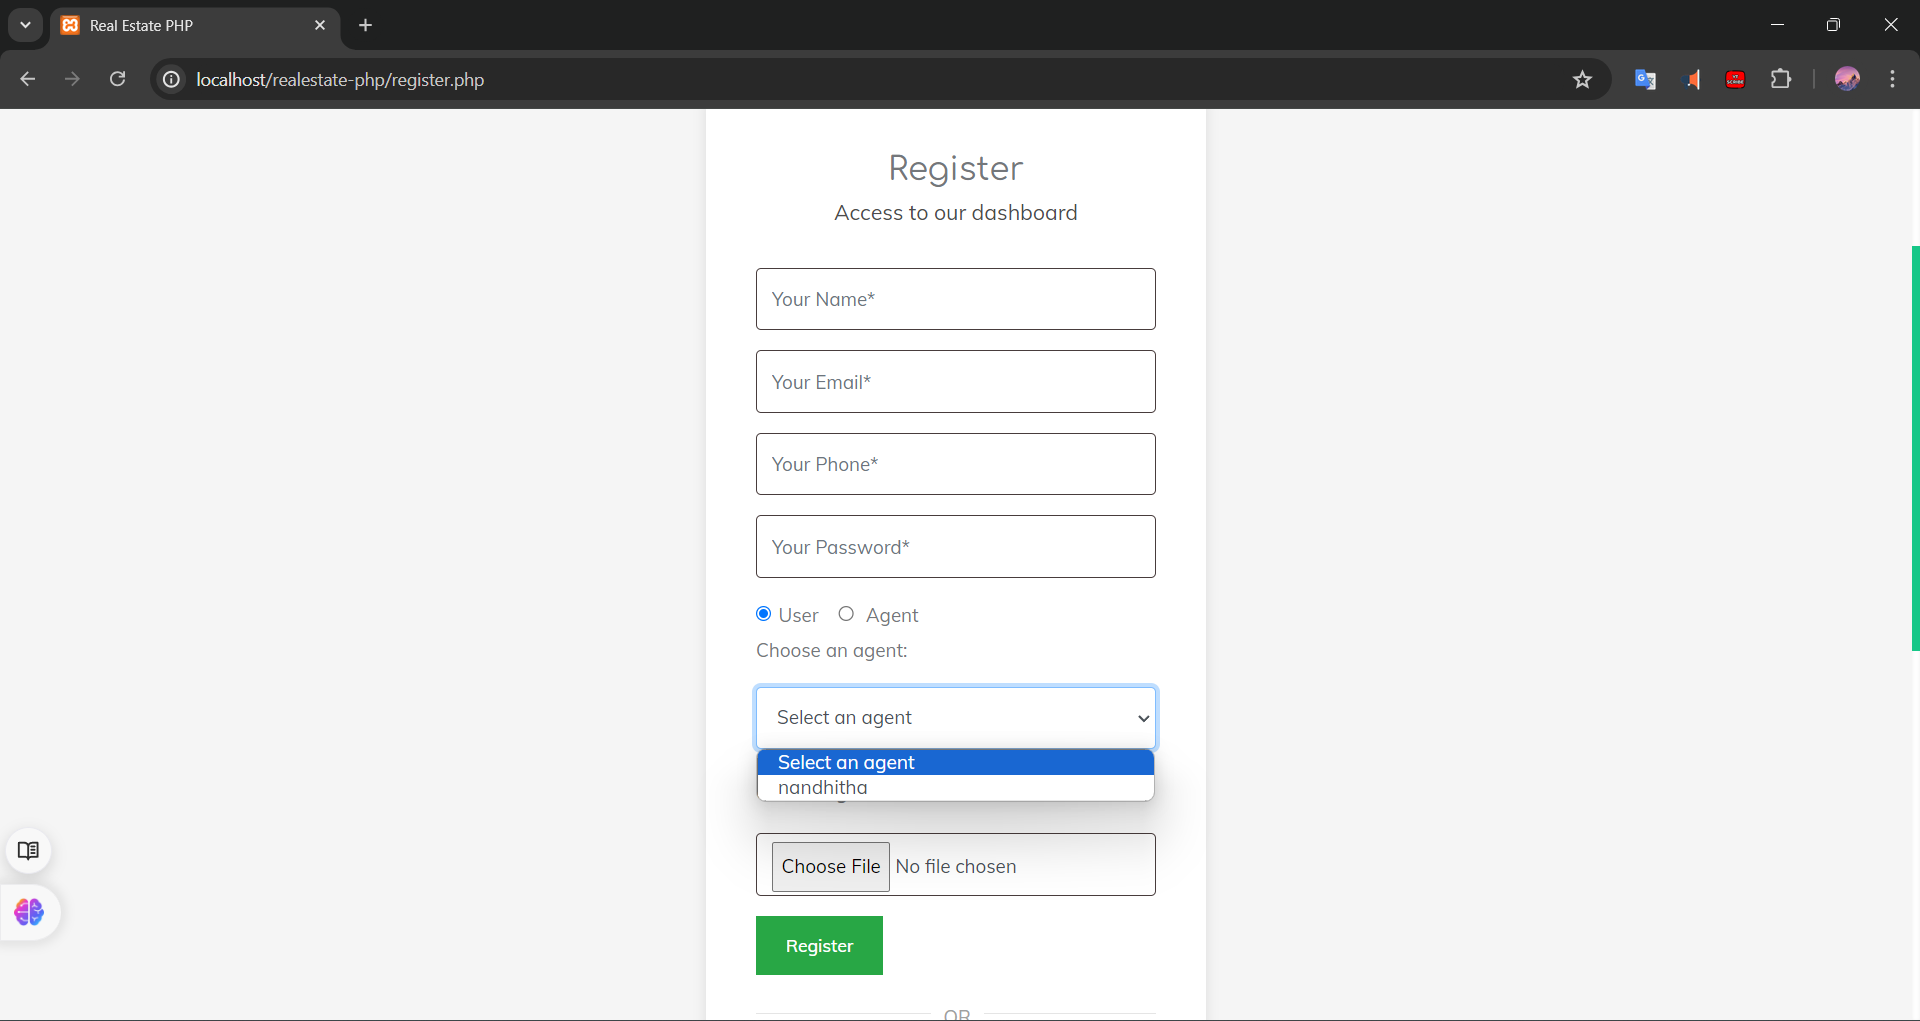 Real Estate PHP
localhost/realestate-php/register.php
Register
Access to our dashboard
Your Name*
Your Email*
Your Phone*
Your Password*
User Agent
Choose an agent:
Select an agent
Select an agent
nandhitha
Choose File No file chosen
Register
OR